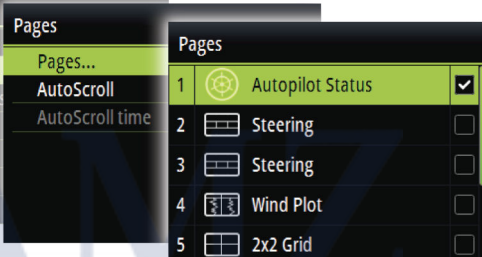 Pages
Pages...
AutoScroll
AutoScroll time
Pages
1 Autopilot Status
2 Steering
3 Steering
4 Wind Plot
5 2x2 Grid